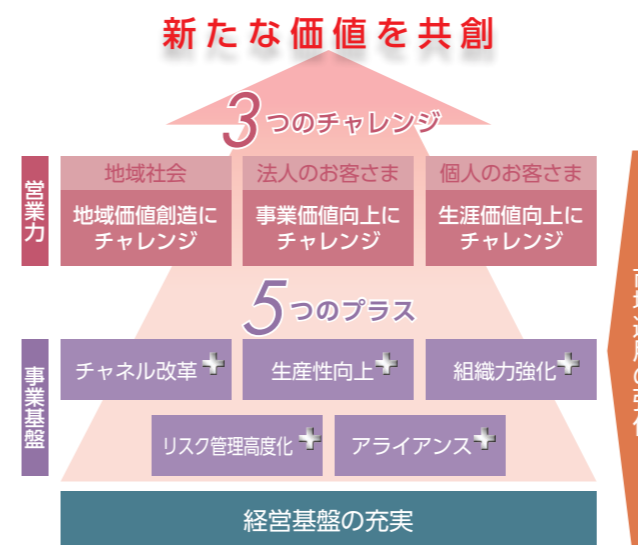 新たな価値を共創
3つのチャレンジ
営業力
地域社会
地域価値創造に
チャレンジ
法人のお客さま
事業価値向上に
チャレンジ
個人のお客さま
生涯価値向上に
チャレンジ
5つのプラス
事業基盤
チャネル改革
生産性向上
組織力強化
リスク管理高度化
アライアンス
経営基盤の充実